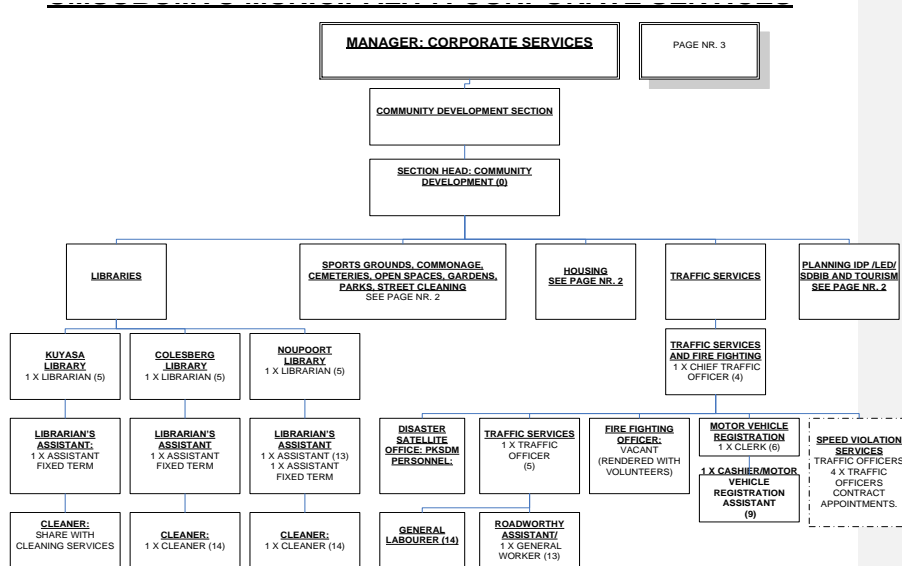 MANAGER: CORPORATE SERVICES
PAGE NR. 3
COMMUNITY DEVELOPMENT SECTION
SECTION HEAD: COMMUNITY
DEVELOPMENT (0)
LIBRARIES
SPORTS GROUNDS, COMMONAGE,
CEMETERIES, OPEN SPACES, GARDENS,
PARKS, STREET CLEANING
SEE PAGE NR. 2
HOUSING
SEE PAGE NR. 2
TRAFFIC SERVICES
PLANNING IDP /LED/
SDBIB AND TOURISM
SEE PAGE NR. 2
KUYASA
LIBRARY
1 X LIBRARIAN (5)
COLESBERG
LIBRARY
1 X LIBRARIAN (5)
NOUPOORT
LIBRARY
1 X LIBRARIAN (5)
TRAFFIC SERVICES
AND FIRE FIGHTING
1 X CHIEF TRAFFIC
OFFICER (4)
LIBRARIAN'S
ASSISTANT:
1 X ASSISTANT
FIXED TERM
LIBRARIAN'S
ASSISTANT
1 X ASSISTANT
FIXED TERM
LIBRARIAN'S
ASSISTANT
1 X ASSISTANT (13)
1 X ASSISTANT
FIXED TERM
DISASTER
SATELLITE
OFFICE: PKSDM
PERSONNEL:
TRAFFIC SERVICES
1 X TRAFFIC
OFFICER
(5)
FIRE FIGHTING
OFFICER:
VACANT
(RENDERED WITH
VOLUNTEERS)
MOTOR VEHICLE
REGISTRATION
1 X CLERK (6)
1 X CASHIER/MOTOR
VEHICLE
REGISTRATION
ASSISTANT
(9)
SPEED VIOLATION
SERVICES
TRAFFIC OFFICERS
4 X TRAFFIC
OFFICERS
CONTRACT
APPOINTMENTS.
CLEANER:
SHARE WITH
CLEANING SERVICES
CLEANER:
1 X CLEANER (14)
CLEANER:
1 X CLEANER (14)
GENERAL
LABOURER (14)
ROADWORTHY
ASSISTANT/
1 X GENERAL
WORKER (13)